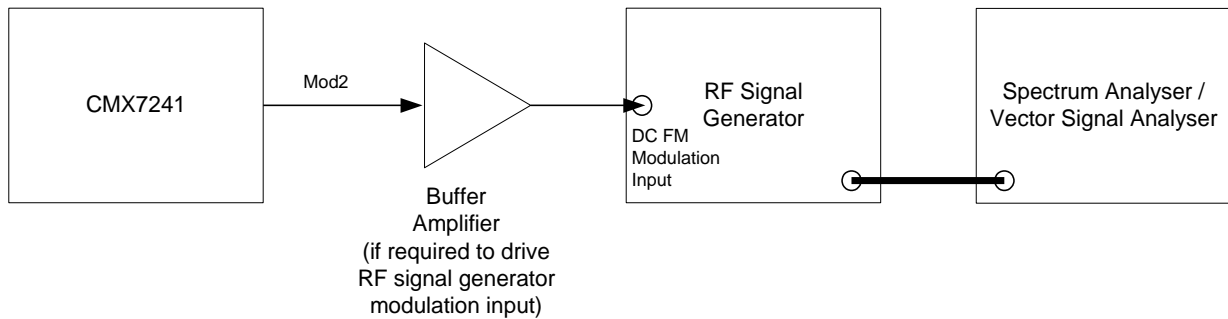 CMX7241
Mod2
Buffer
Amplifier
(if required to drive
RF signal generator
modulation input)
RF Signal
Generator
DC FM
Modulation
Input
Spectrum Analyser /
Vector Signal Analyser